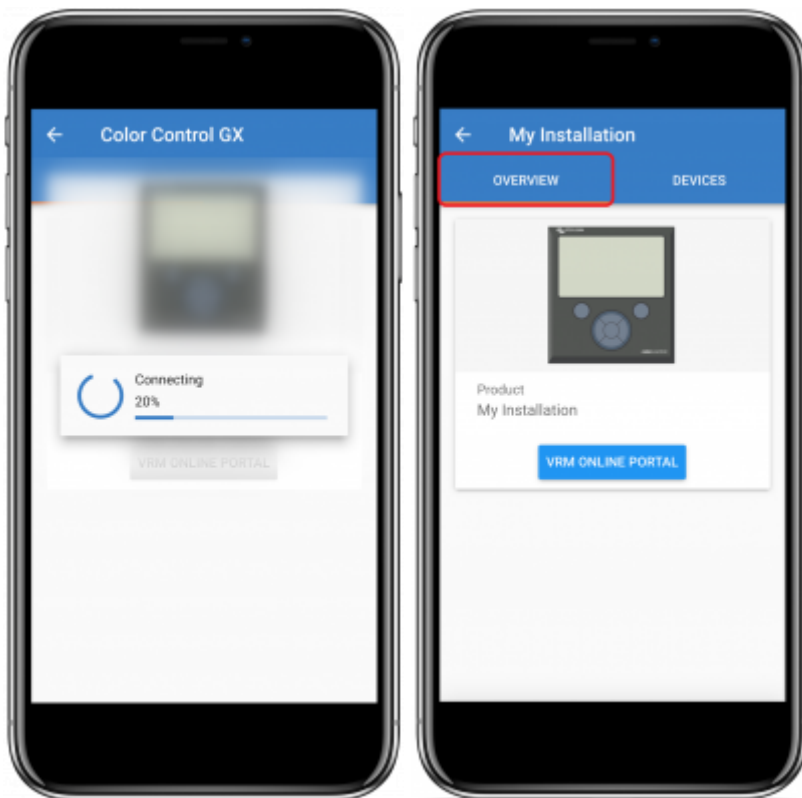 Color Control GX
Connecting
20%
VRM ONLINE PORTAL
My Installation
OVERVIEW
DEVICES
Product
My Installation
VRM ONLINE PORTAL